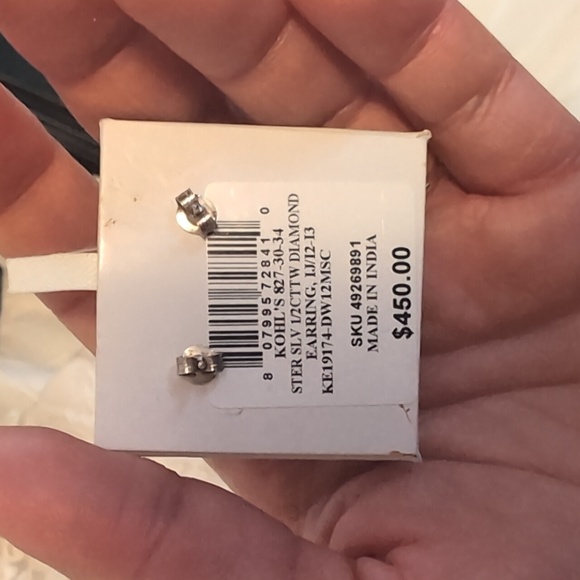 8 07995 72841 0
KOHL'S 827-30-34
STER SLV 1/2CTTW DIAMOND
EARRING, IJ/I2-I3
KE19174-DW12MSC
SKU 49269891
MADE IN INDIA
$450.00